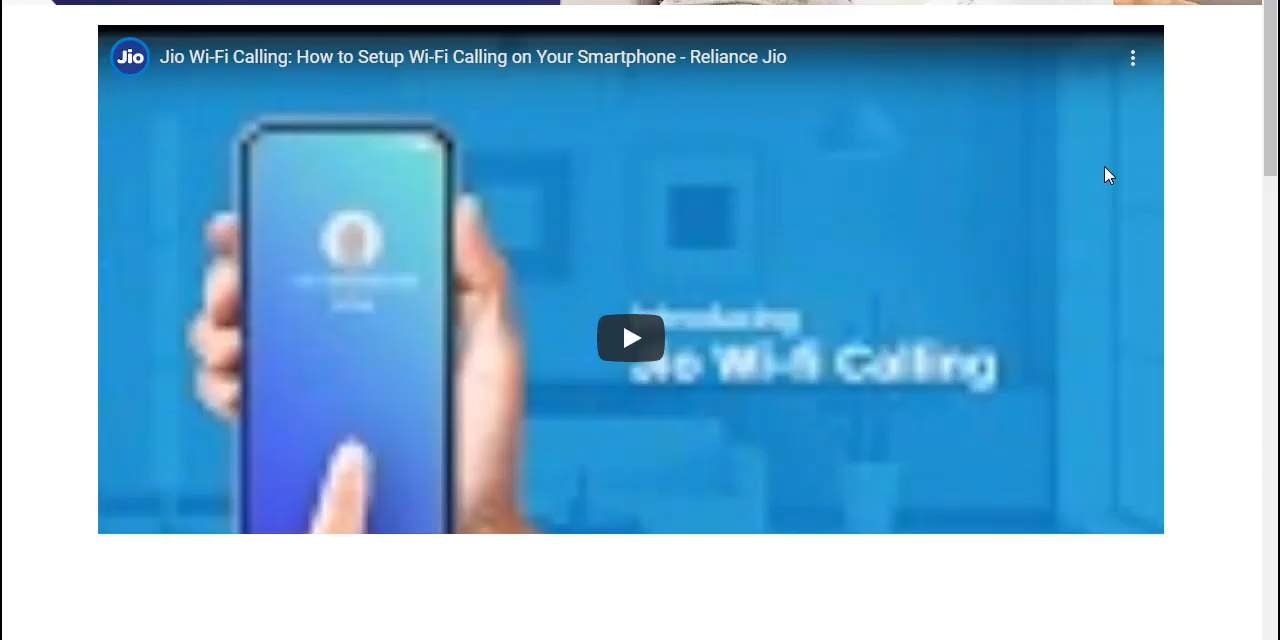 Jio
Jio Wi-Fi Calling: How to Setup Wi-Fi Calling on Your Smartphone - Reliance Jio
Introducing
Jio Wi-fi Calling